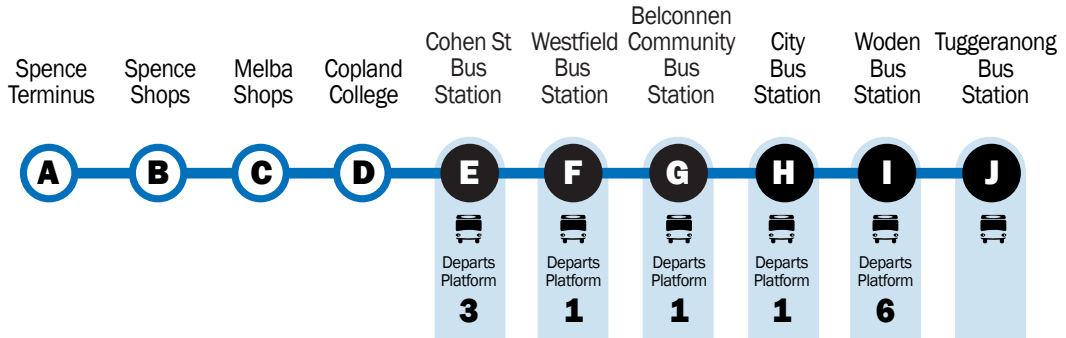 Spence
Terminus
Spence
Shops
Melba
Shops
Copland
College
Cohen St
Bus
Station
Westfield
Bus
Station
Belconnen
Community
Bus
Station
City
Bus
Station
Woden
Bus
Station
Tuggeranong
Bus
Station
A
B
C
D
E
F
G
H
I
J
Departs
Platform
3
Departs
Platform
1
Departs
Platform
1
Departs
Platform
1
Departs
Platform
6